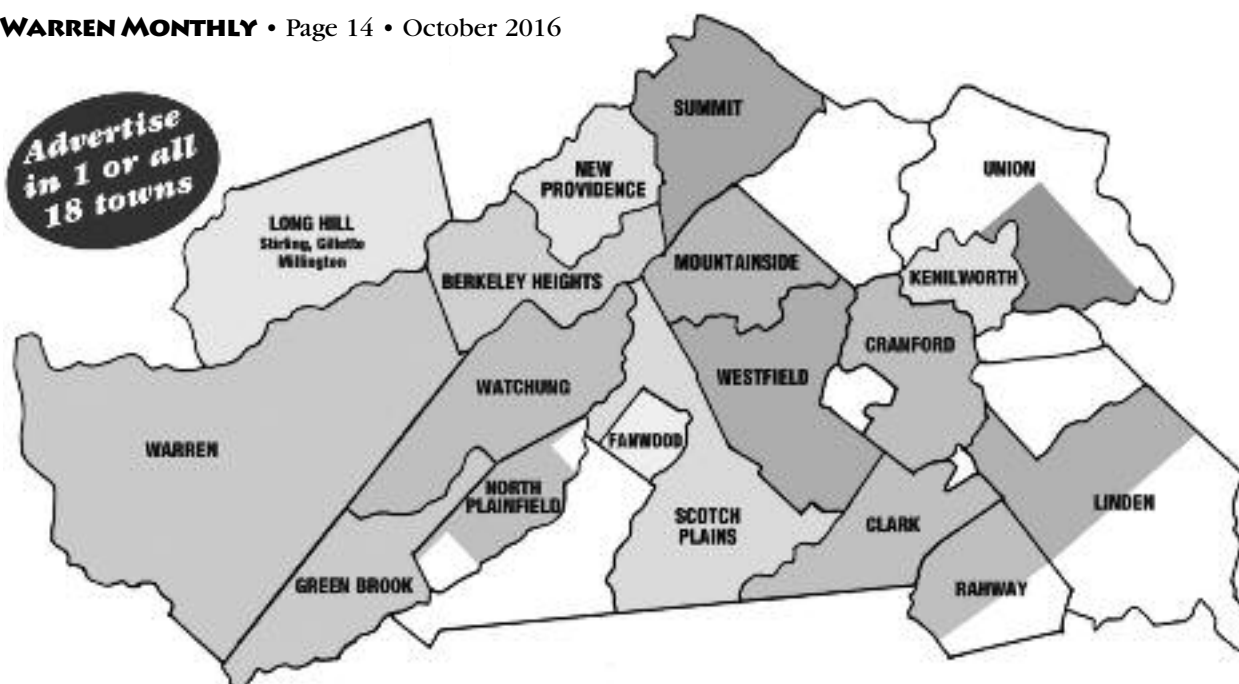 WARREN MONTHLY • Page 14 • October 2016
Advertise
in 1 or all
18 towns
SUMMIT
UNION
NEW
PROVIDENCE
LONG HILL
Stirling, Gillette
Millington
MOUNTAINSIDE
KENILWORTH
BERKELEY HEIGHTS
CRANFORD
WESTFIELD
WATCHUNG
FANWOOD
WARREN
NORTH
PLAINFIELD
LINDEN
SCOTCH
PLAINS
CLARK
GREEN BROOK
RAHWAY